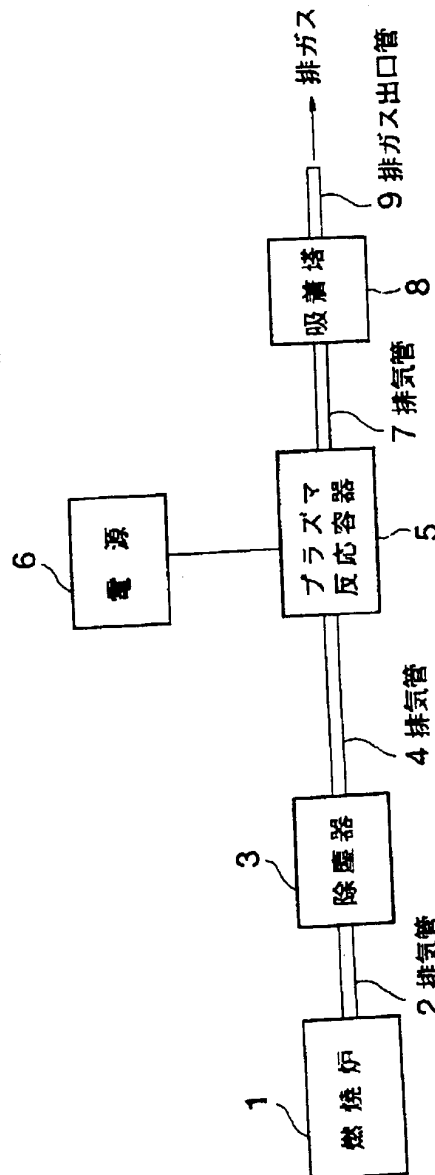 1
燃焼炉
2 排気管
3
除塵器
4 排気管
6
電源
プラズマ
反応容器
5
7 排気管
吸着塔
8
9 排ガス出口管
排ガス